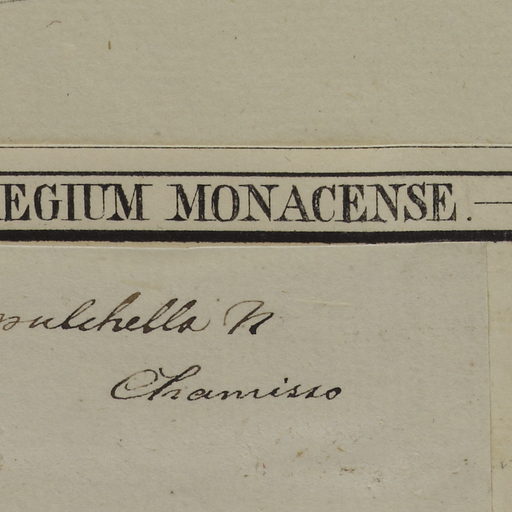 EGIUM MONACENSE.
pulchella N
Chamisso